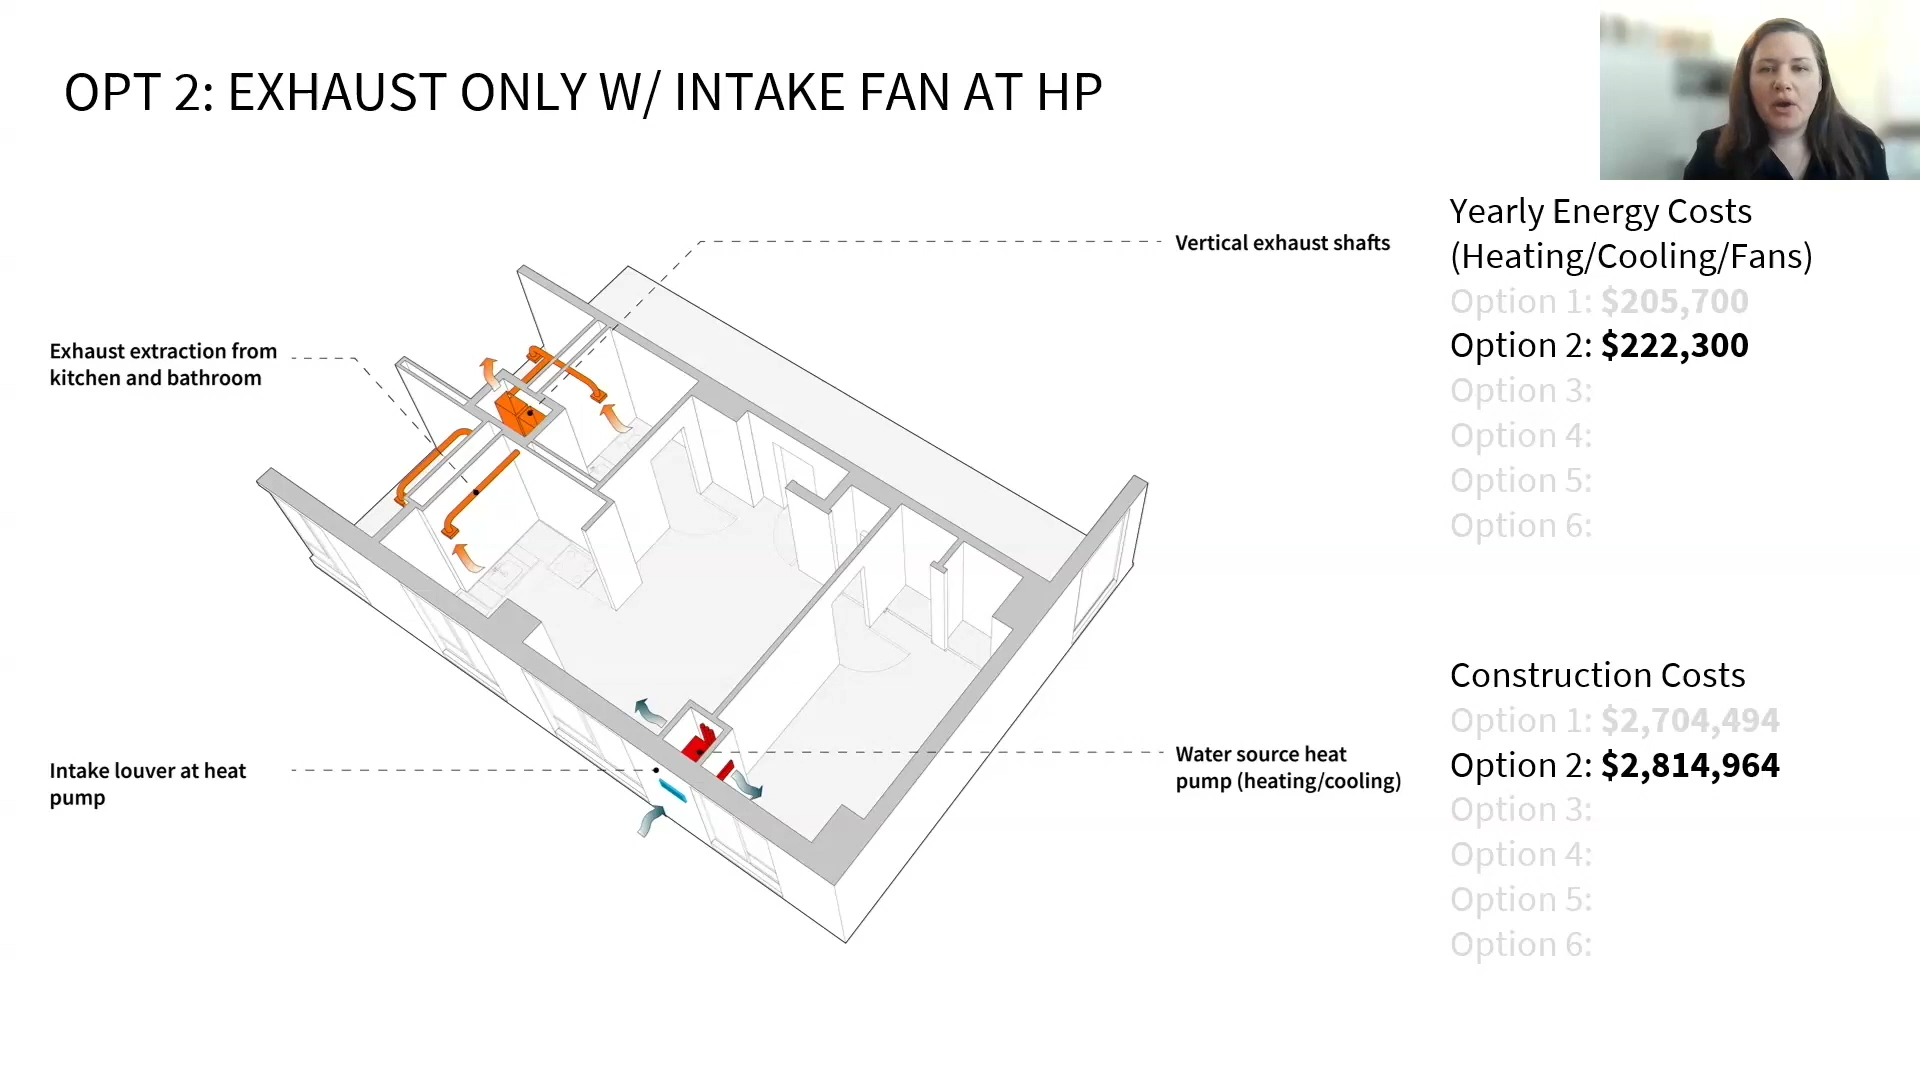 OPT 2: EXHAUST ONLY W/ INTAKE FAN AT HP
Yearly Energy Costs
(Heating/Cooling/Fans)
Option 1: $205,700
Option 2: $222,300
Option 3:
Option 4:
Option 5:
Option 6:
Vertical exhaust shafts
Exhaust extraction from
kitchen and bathroom
Intake louver at heat
pump
Water source heat
pump (heating/cooling)
Construction Costs
Option 1: $2,704,494
Option 2: $2,814,964
Option 3:
Option 4:
Option 5:
Option 6: